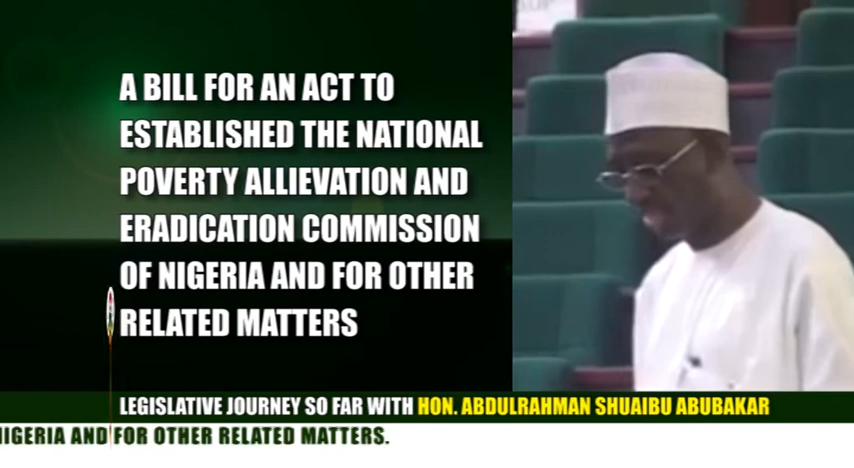 A BILL FOR AN ACT TO
ESTABLISHED THE NATIONAL
POVERTY ALLIEVATION AND
ERADICATION COMMISSION
OF NIGERIA AND FOR OTHER
RELATED MATTERS
LEGISLATIVE JOURNEY SO FAR WITH HON. ABDULRAHMAN SHUAIBU ABUBAKAR
NIGERIA AND FOR OTHER RELATED MATTERS.